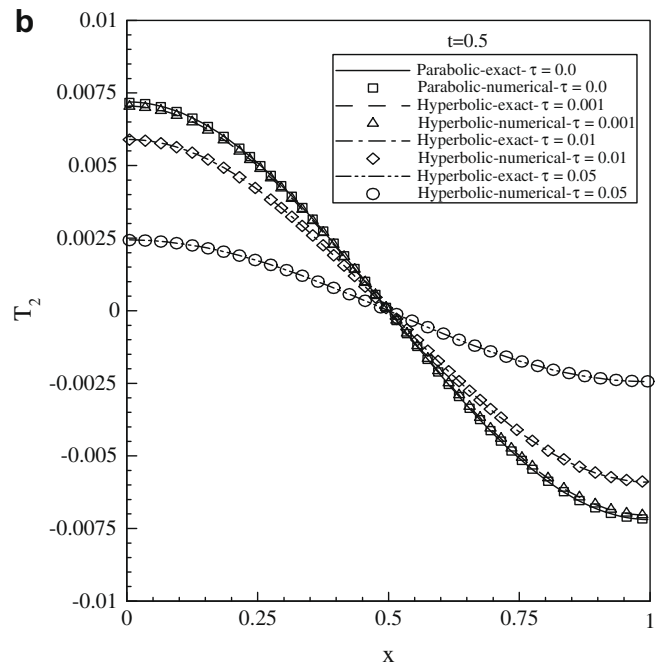 b
0.01
0.0075
0.005
0.0025
0
-0.0025
-0.005
-0.0075
-0.01
T2
t=0.5
Parabolic-exact- τ = 0.0
Parabolic-numerical- τ = 0.0
Hyperbolic-exact- τ = 0.001
Hyperbolic-numerical- τ = 0.001
Hyperbolic-exact- τ = 0.01
Hyperbolic-numerical- τ = 0.01
Hyperbolic-exact- τ = 0.05
Hyperbolic-numerical- τ = 0.05
0 0.25 0.5 0.75 1
x